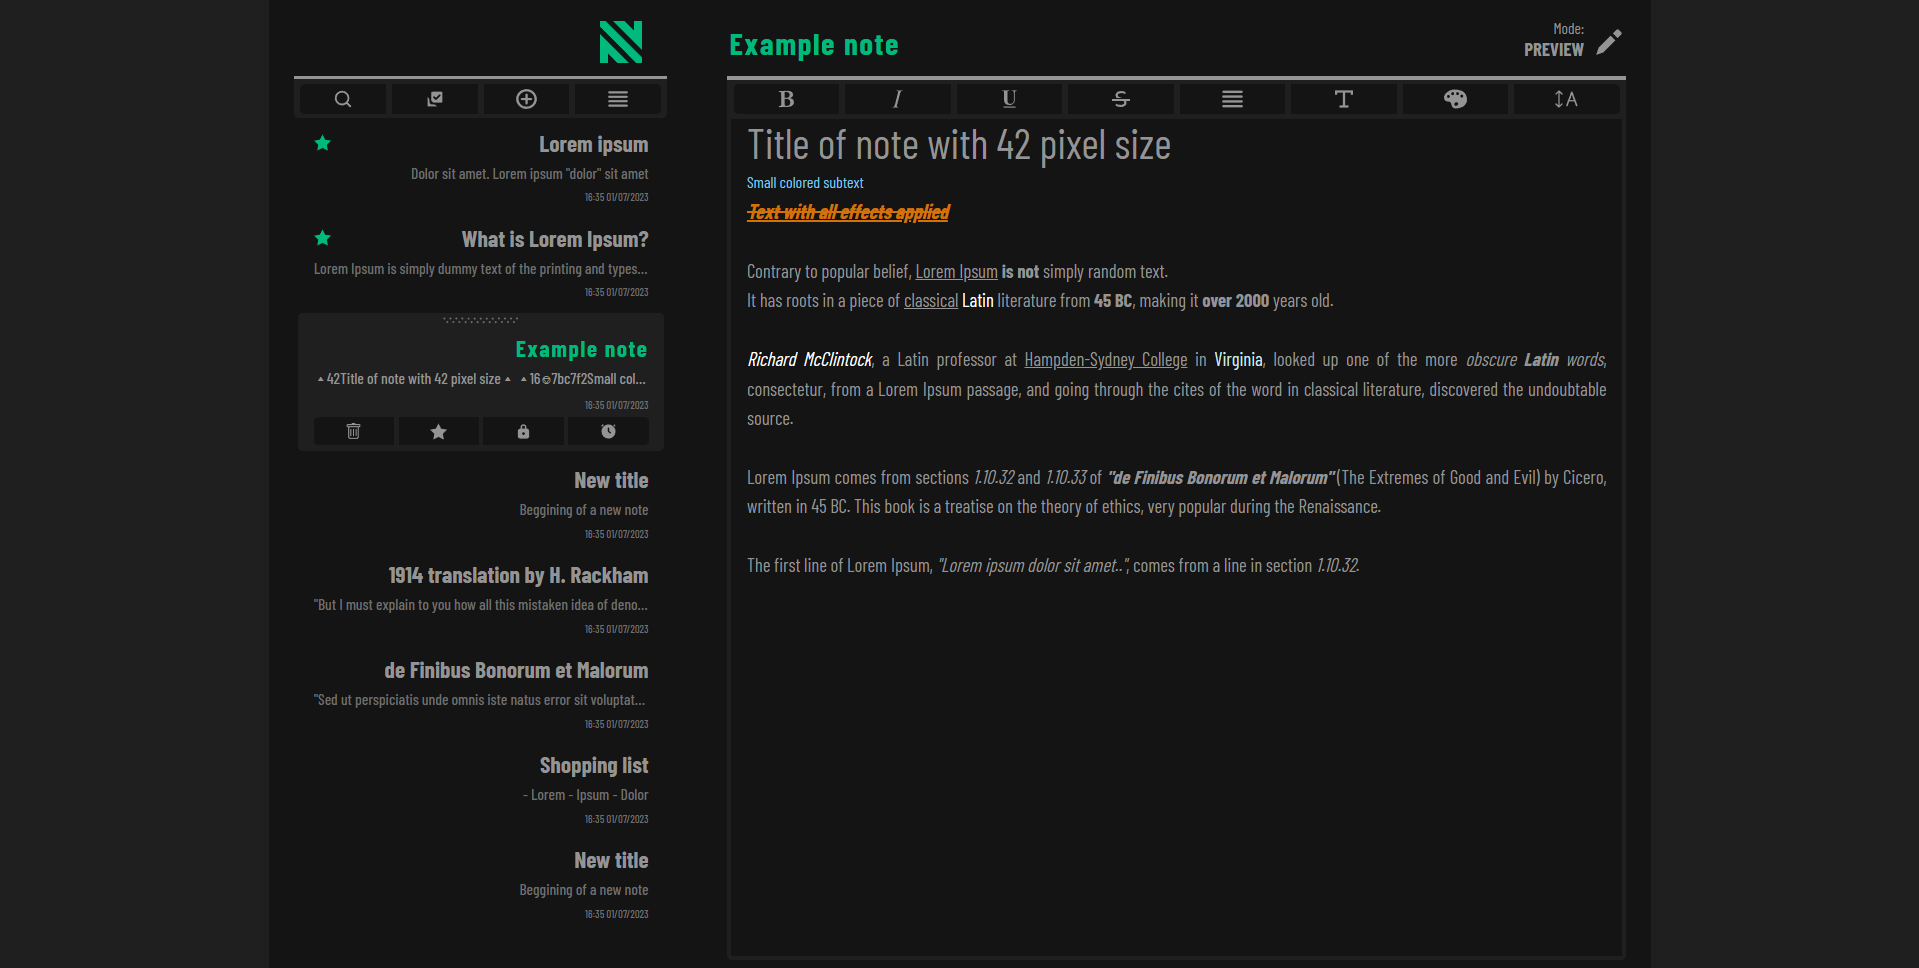 Lorem ipsum
Dolor sit amet. Lorem ipsum "dolor" sit amet
16:35 01/07/2023
What is Lorem Ipsum?
Lorem Ipsum is simply dummy text of the printing and types...
16:35 01/07/2023
Example note
▲42Title of note with 42 pixel size▲ ▲16☺7bc7f2Small col...
16:35 01/07/2023
New title
Beggining of a new note
16:35 01/07/2023
1914 translation by H. Rackham
"But I must explain to you how all this mistaken idea of deno...
16:35 01/07/2023
de Finibus Bonorum et Malorum
"Sed ut perspiciatis unde omnis iste natus error sit voluptat...
16:35 01/07/2023
Shopping list
- Lorem - Ipsum - Dolor
16:35 01/07/2023
New title
Beggining of a new note
16:35 01/07/2023
Example note
Mode:
PREVIEW
B I U S T A
Title of note with 42 pixel size
Small colored subtext
Text with all effects applied
Contrary to popular belief, Lorem Ipsum is not simply random text.
It has roots in a piece of classical Latin literature from 45 BC, making it over 2000 years old.
Richard McClintock, a Latin professor at Hampden-Sydney College in Virginia, looked up one of the more obscure Latin words,
consectetur, from a Lorem Ipsum passage, and going through the cites of the word in classical literature, discovered the undoubtable
source.
Lorem Ipsum comes from sections 1.10.32 and 1.10.33 of "de Finibus Bonorum et Malorum" (The Extremes of Good and Evil) by Cicero,
written in 45 BC. This book is a treatise on the theory of ethics, very popular during the Renaissance.
The first line of Lorem Ipsum, "Lorem ipsum dolor sit amet..", comes from a line in section 1.10.32.